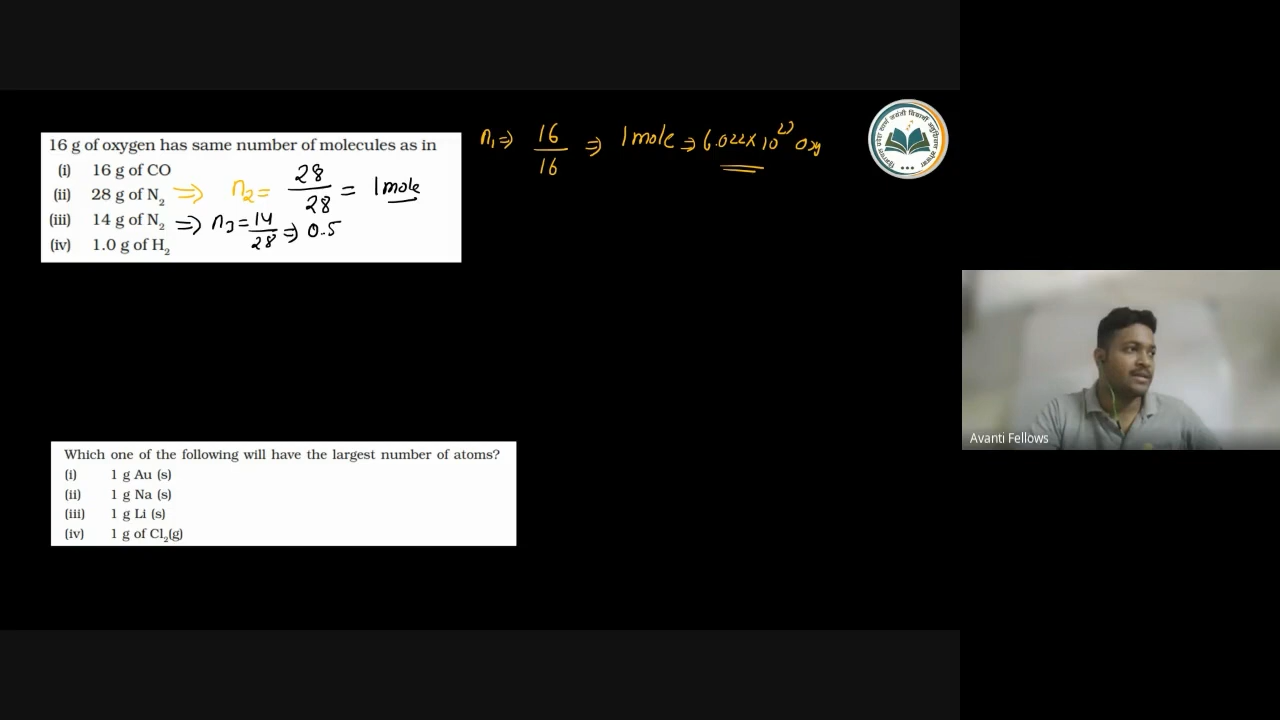 16 g of oxygen has same number of molecules as in
(i) 16 g of CO
(ii) 28 g of N₂ ⇒ n₂ = 28/28 = 1 mole
(iii) 14 g of N₂ ⇒ n₃ = 14/28 ⇒ 0.5
(iv) 1.0 g of H₂
n₁ ⇒ 16/16 ⇒ 1 mole ⇒ 6.022 × 10²³ oxy
Which one of the following will have the largest number of atoms?
(i) 1 g Au (s)
(ii) 1 g Na (s)
(iii) 1 g Li (s)
(iv) 1 g of Cl₂(g)
Avanti Fellows